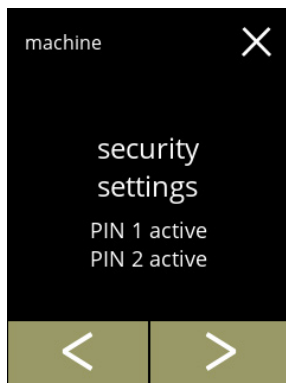 machine
security
settings
PIN 1 active
PIN 2 active